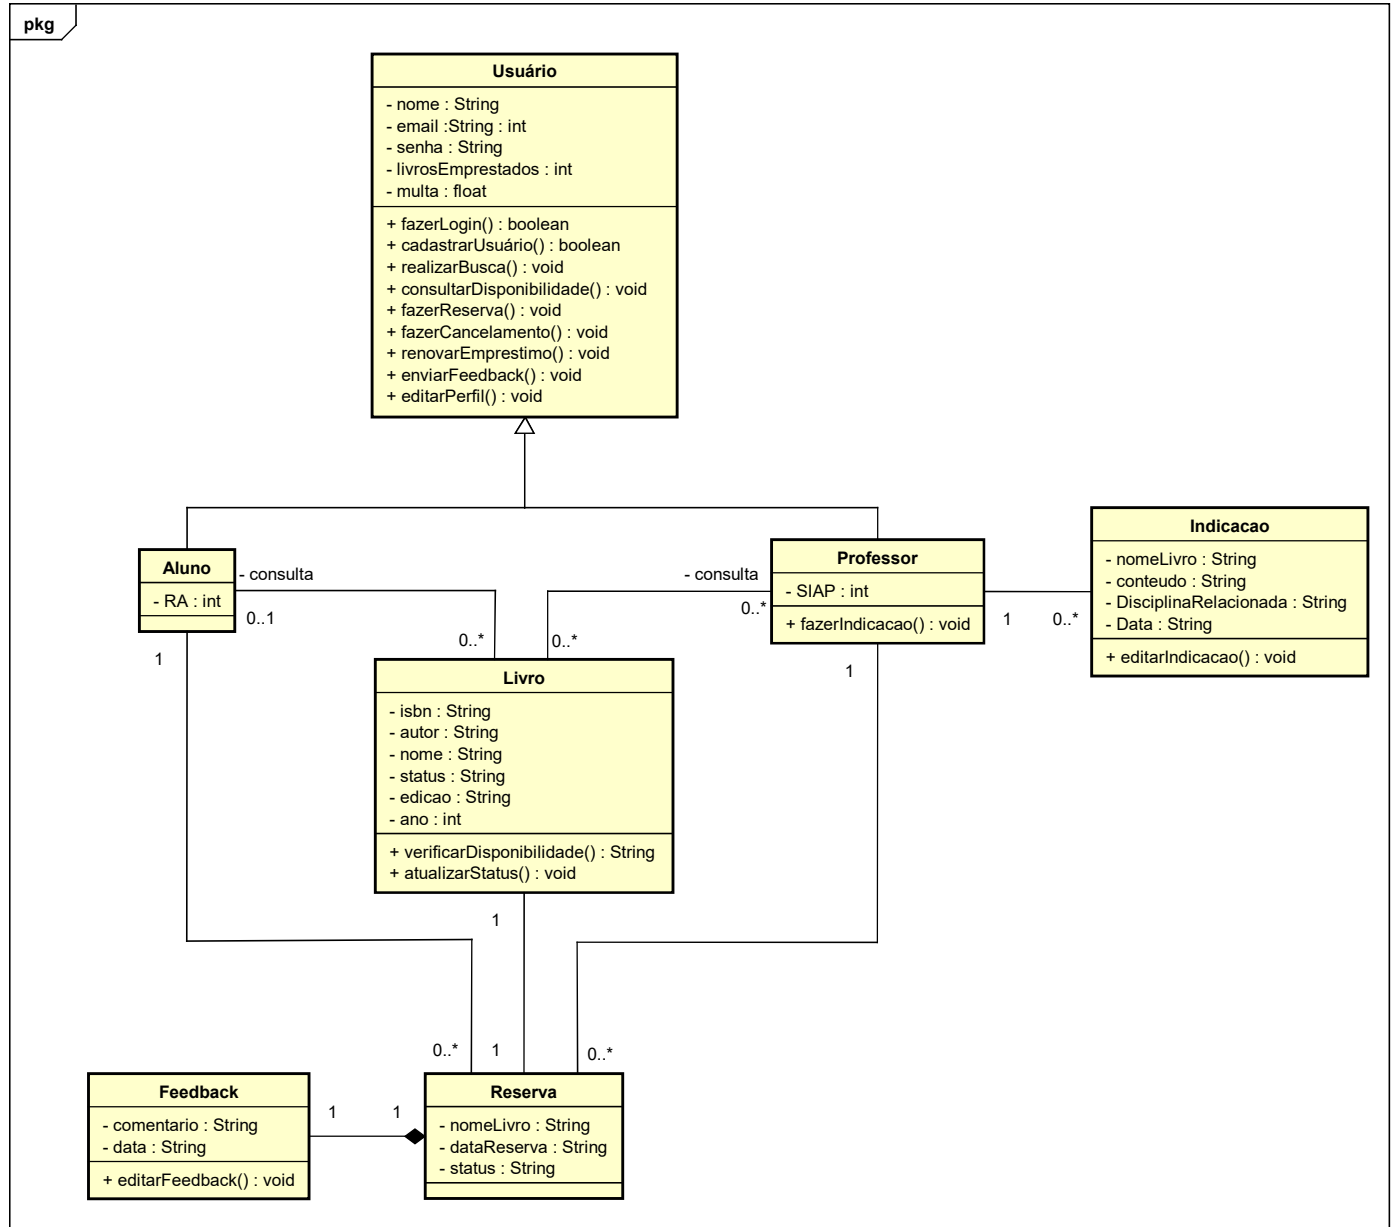 pkg
Usuário
- nome : String
- email :String : int
- senha : String
- livrosEmprestados : int
- multa : float
+ fazerLogin() : boolean
+ cadastrarUsuário() : boolean
+ realizarBusca() : void
+ consultarDisponibilidade() : void
+ fazerReserva() : void
+ fazerCancelamento() : void
+ renovarEmprestimo() : void
+ enviarFeedback() : void
+ editarPerfil() : void
Aluno
- RA : int
- consulta
0..1
0..*
1
- consulta
0..*
0..*
Professor
- SIAP : int
+ fazerIndicacao() : void
1
1
0..*
Indicacao
- nomeLivro : String
- conteudo : String
- DisciplinaRelacionada : String
- Data : String
+ editarIndicacao() : void
Livro
- isbn : String
- autor : String
- nome : String
- status : String
- edicao : String
- ano : int
+ verificarDisponibilidade() : String
+ atualizarStatus() : void
1
0..*
1
0..*
Feedback
- comentario : String
- data : String
+ editarFeedback() : void
1
1
Reserva
- nomeLivro : String
- dataReserva : String
- status : String